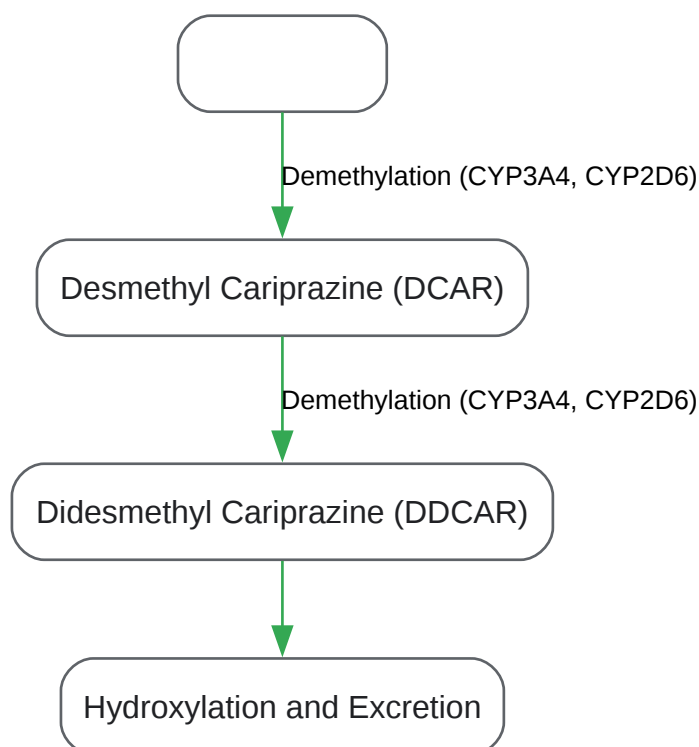 Demethylation (CYP3A4, CYP2D6)
Desmethyl Cariprazine (DCAR)
Demethylation (CYP3A4, CYP2D6)
Didesmethyl Cariprazine (DDCAR)
Hydroxylation and Excretion